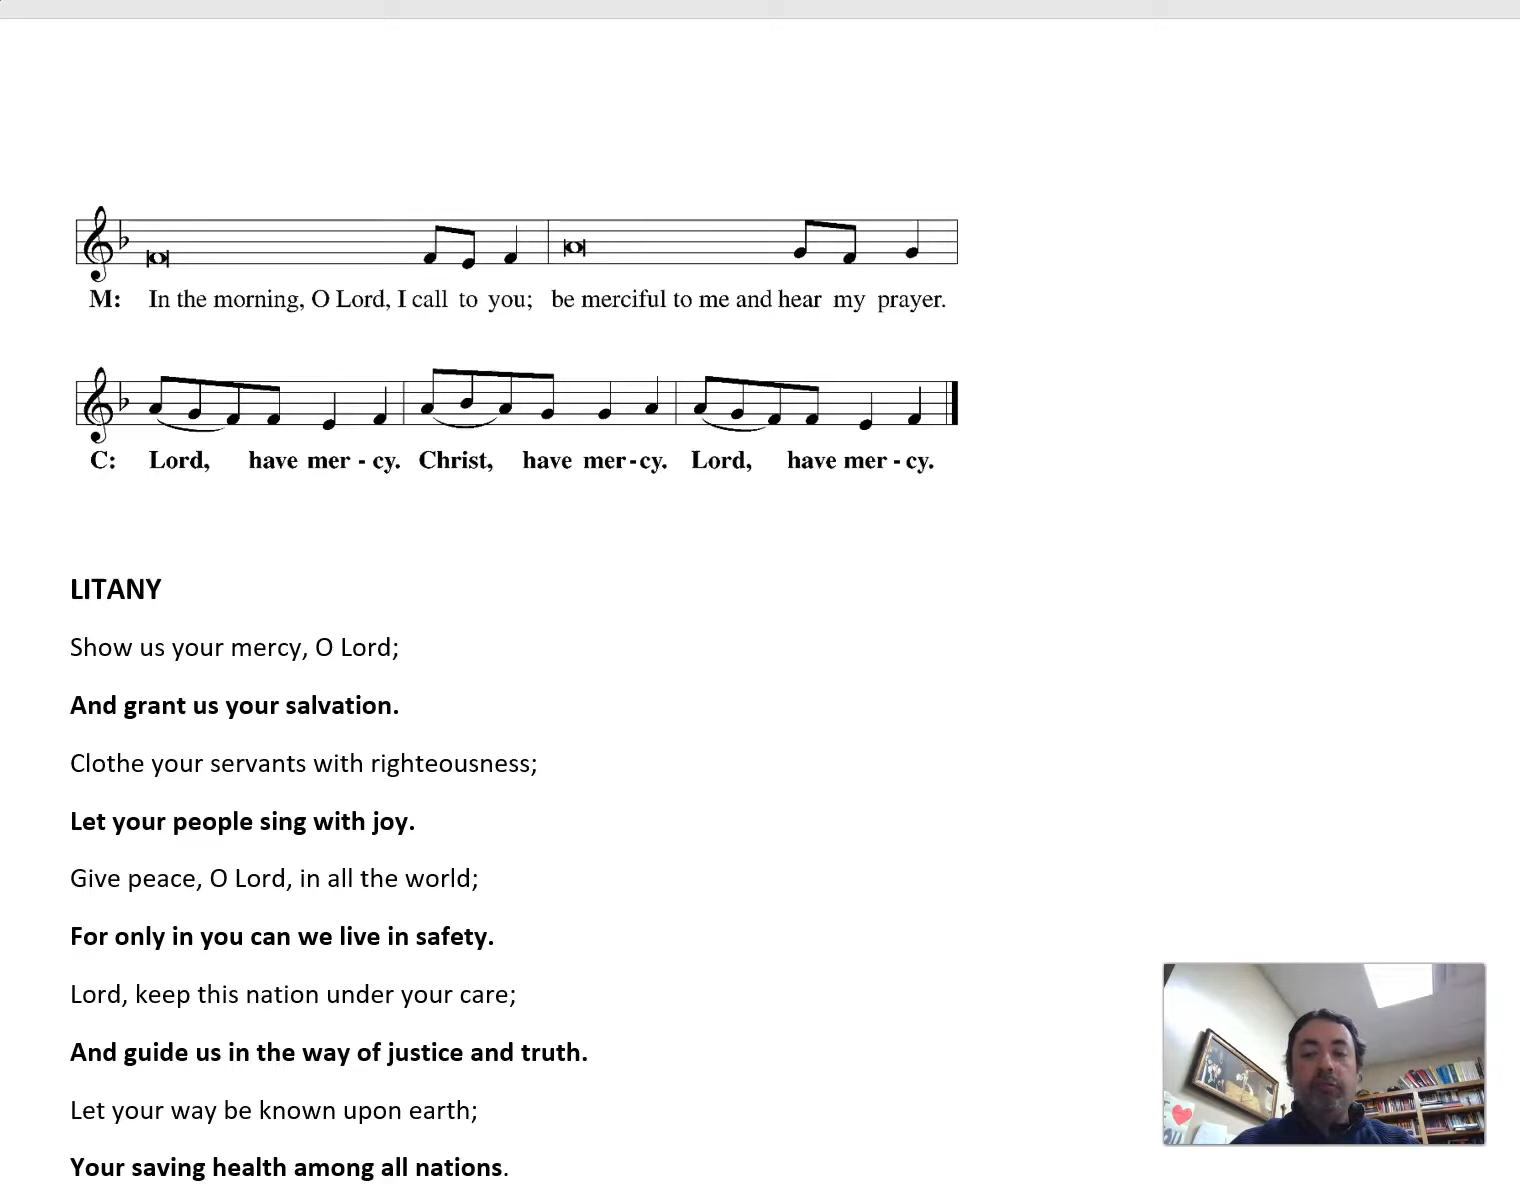 M: In the morning, O Lord, I call to you; be merciful to me and hear my prayer.
C: Lord, have mer - cy. Christ, have mer - cy. Lord, have mer - cy.
LITANY
Show us your mercy, O Lord;
And grant us your salvation.
Clothe your servants with righteousness;
Let your people sing with joy.
Give peace, O Lord, in all the world;
For only in you can we live in safety.
Lord, keep this nation under your care;
And guide us in the way of justice and truth.
Let your way be known upon earth;
Your saving health among all nations.